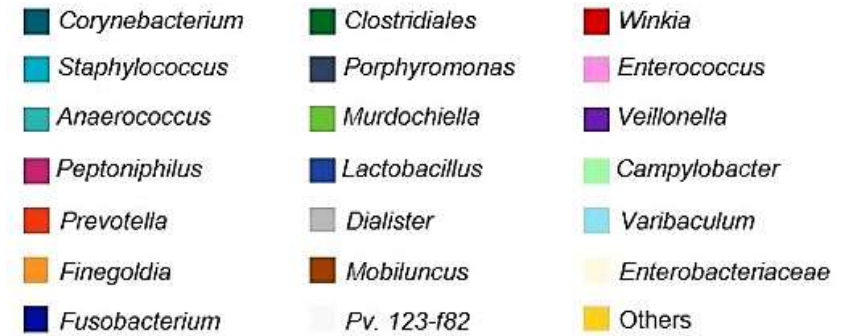 Corynebacterium
Staphylococcus
Anaerococcus
Peptoniphilus
Prevotella
Finegoldia
Fusobacterium
Clostridiales
Porphyromonas
Murdochiella
Lactobacillus
Dialister
Mobiluncus
Pv. 123-f82
Winkia
Enterococcus
Veillonella
Campylobacter
Varibaculum
Enterobacteriaceae
Others